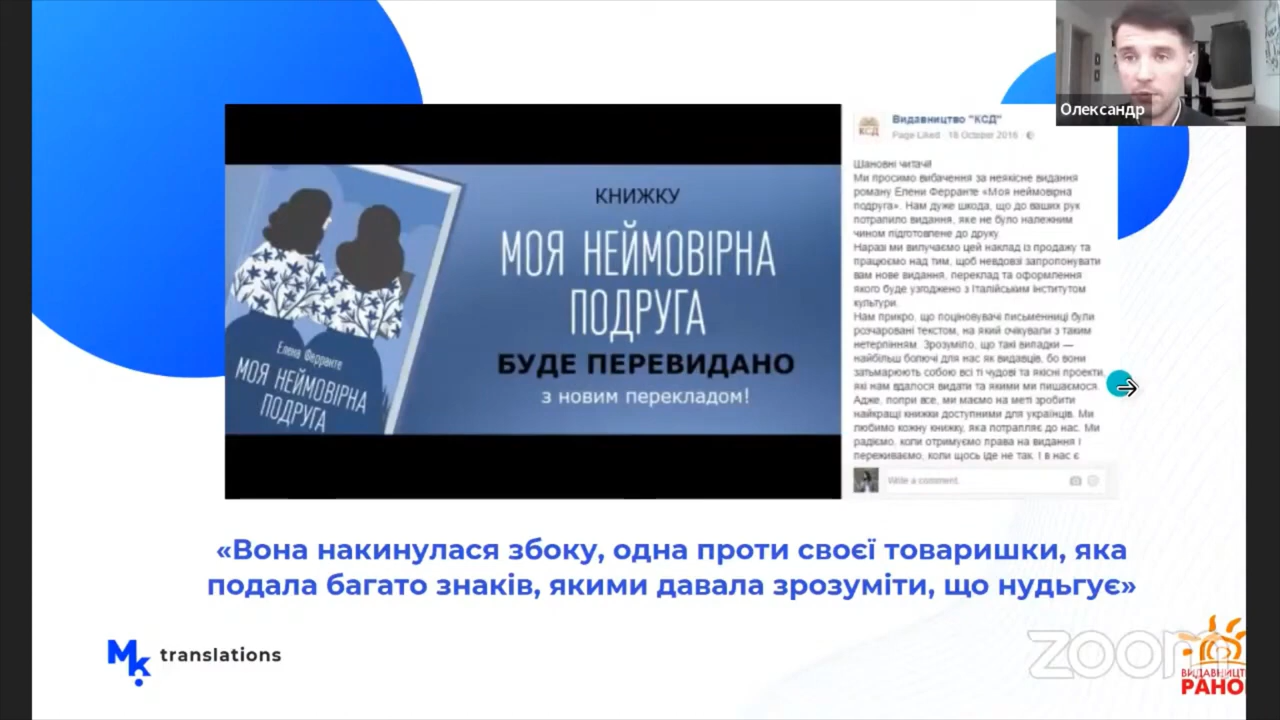 Олександр
КНИЖКУ
МОЯ НЕЙМОВІРНА
ПОДРУГА
БУДЕ ПЕРЕВИДАНО
з новим перекладом!
Елена Ферранте
МОЯ НЕЙМОВІРНА
ПОДРУГА
КСД
Видавництво "КСД"
Page Liked · 18 October 2016 ·
Шановні читачі!
Ми просимо вибачення за неякісне видання
роману Елени Ферранте «Моя неймовірна
подруга». Нам дуже шкода, що до ваших рук
потрапило видання, яке не було належним
чином підготовлене до друку.
Наразі ми вилучаємо цей наклад із продажу та
працюємо над тим, щоб невдовзі запропонувати
вам нове видання, переклад та оформлення
якого буде узгоджено з Італійським інститутом
культури.
Нам прикро, що поціновувачі письменниці були
розчаровані текстом, на який очікували з таким
нетерпінням. Зрозуміло, що такі випадки —
найбільш болючі для нас як видавців, бо вони
затьмарюють собою всі ті чудові та якісні проекти,
які нам вдалося видати та якими ми пишаємося.
Адже, попри все, ми маємо на меті зробити
найкращі книжки доступними для українців. Ми
любимо кожну книжку, яка потрапляє до нас. Ми
радіємо, коли отримуємо права на видання і
переживаємо, коли щось іде не так. І в нас є
Write a comment.
«Вона накинулася збоку, одна проти своєї товаришки, яка
подала багато знаків, якими давала зрозуміти, що нудьгує»
Mk translations
zoom
ВИДАВНИЦТ
РАНО